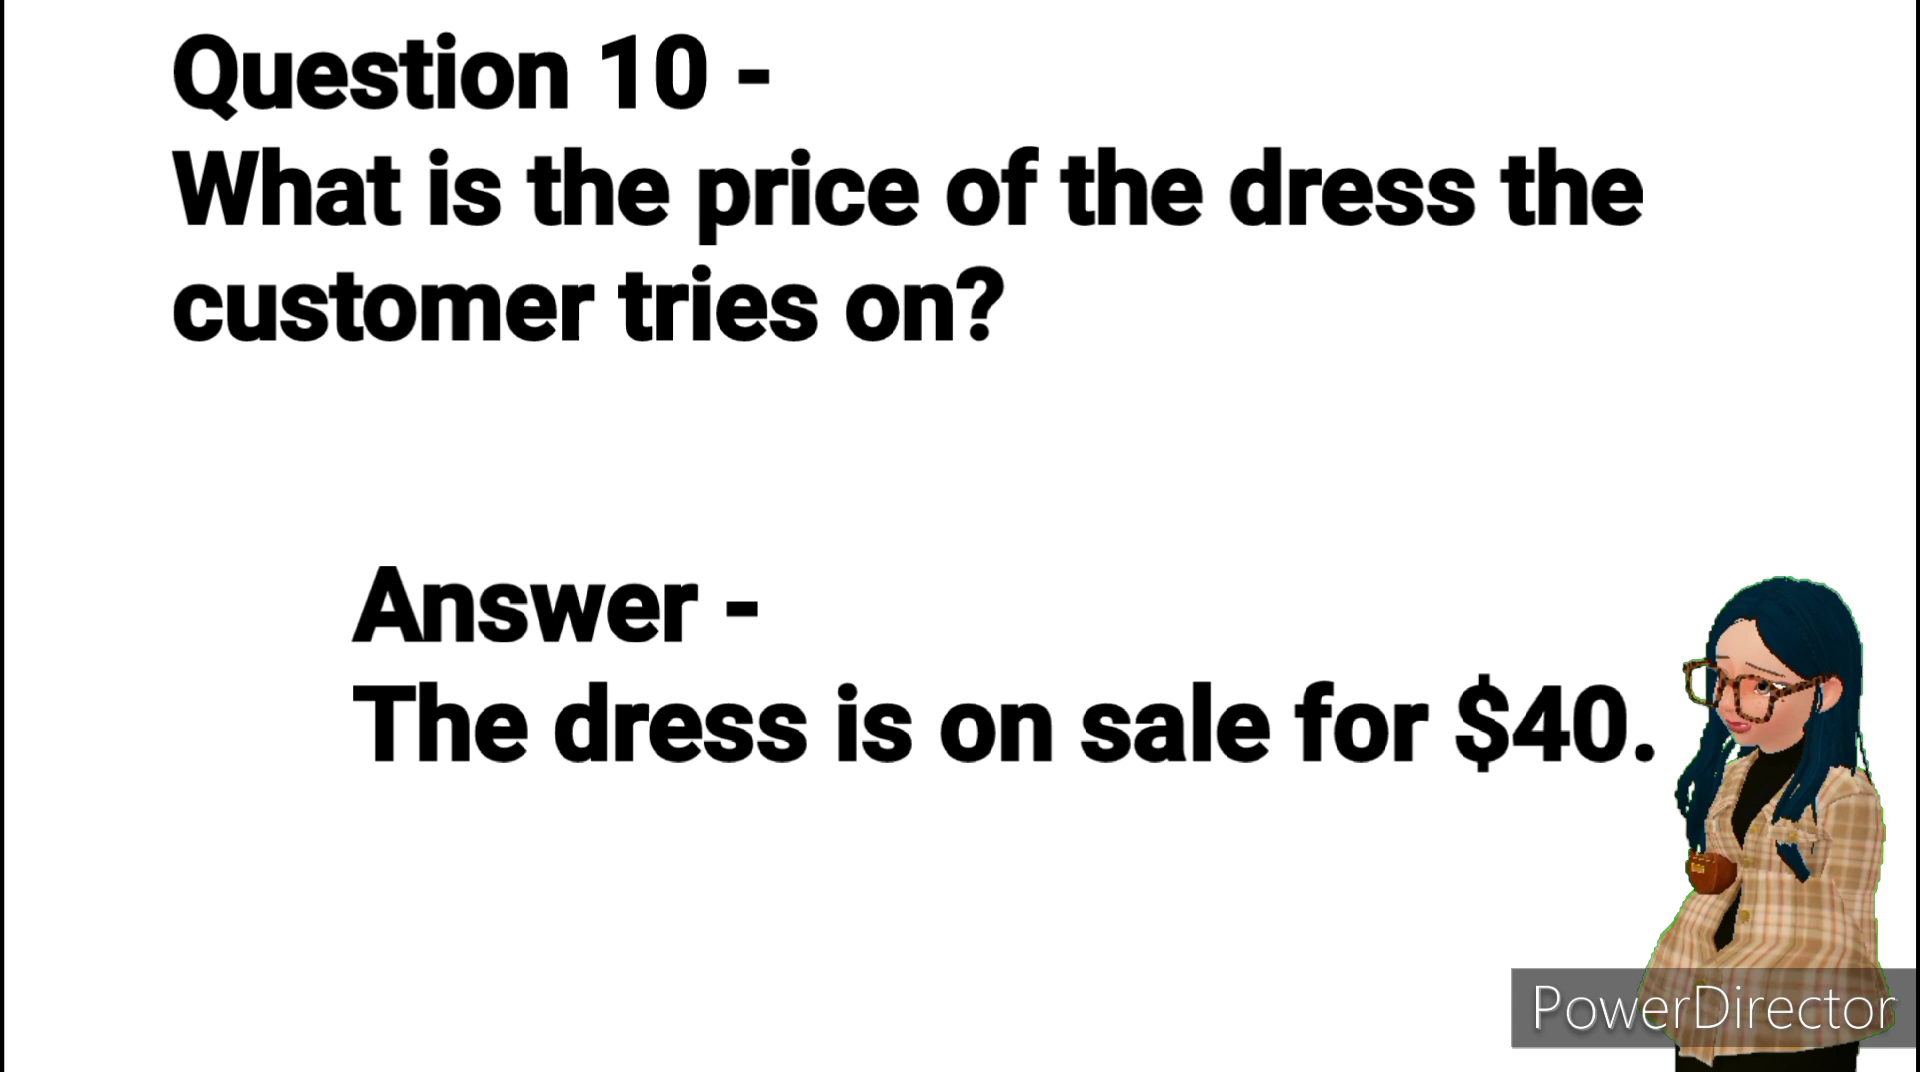 Question 10 -
What is the price of the dress the
customer tries on?
Answer -
The dress is on sale for $40.
PowerDirector